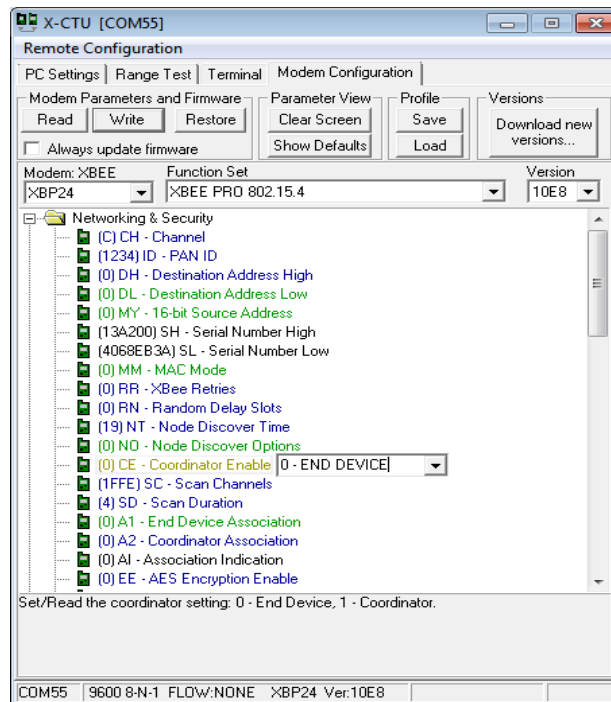 X-CTU [COM55]
Remote Configuration
PC Settings Range Test Terminal Modem Configuration
Modem Parameters and Firmware Parameter View Profile Versions
Read Write Restore Clear Screen Save Download new versions...
Always update firmware Show Defaults Load
Modem: XBEE Function Set Version
XBP24 XBEE PRO 802.15.4 10E8
Networking & Security
(C) CH - Channel
(1234) ID - PAN ID
(0) DH - Destination Address High
(0) DL - Destination Address Low
(0) MY - 16-bit Source Address
(13A200) SH - Serial Number High
(4068EB3A) SL - Serial Number Low
(0) MM - MAC Mode
(0) RR - XBee Retries
(0) RN - Random Delay Slots
(19) NT - Node Discover Time
(0) NO - Node Discover Options
(0) CE - Coordinator Enable 0 - END DEVICE
(1FFE) SC - Scan Channels
(4) SD - Scan Duration
(0) A1 - End Device Association
(0) A2 - Coordinator Association
(0) AI - Association Indication
(0) EE - AES Encryption Enable
Set/Read the coordinator setting: 0 - End Device, 1 - Coordinator.
COM55 9600 8-N-1 FLOW:NONE XBP24 Ver:10E8